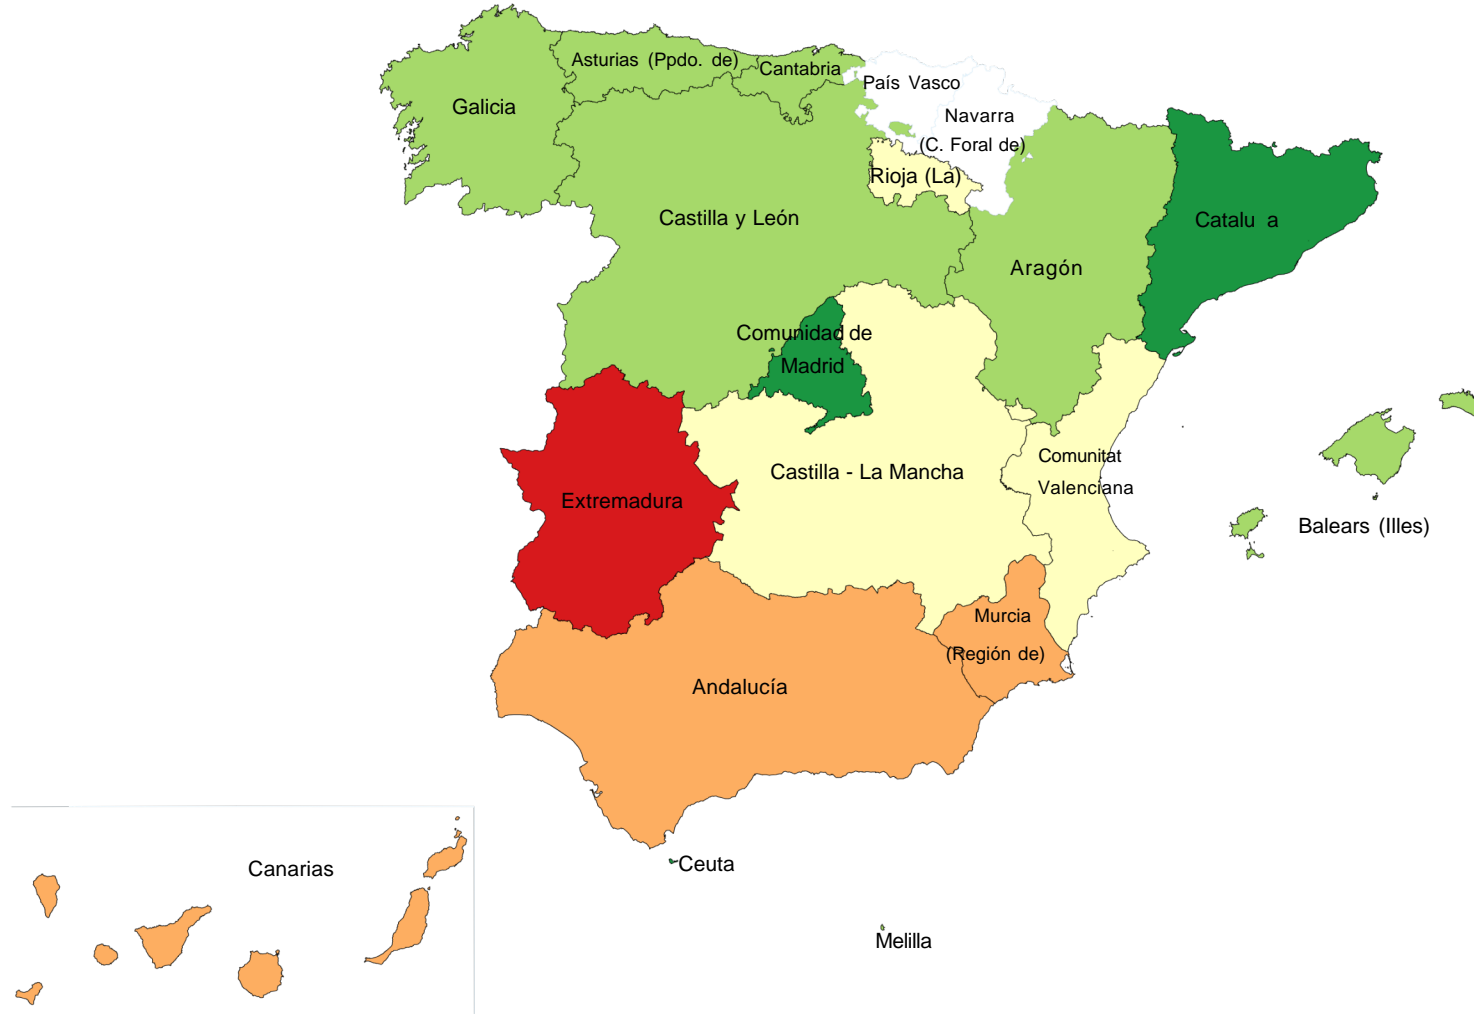 Asturias (Ppdo. de)
Cantabria
País Vasco
Galicia
Navarra
(C. Foral de)
Rioja (La)
Castilla y León
Catalu a
Aragón
Comunidad de
Madrid
Comunitat
Valenciana
Castilla - La Mancha
Extremadura
Balears (Illes)
Murcia
(Región de)
Andalucía
Ceuta
Canarias
Melilla